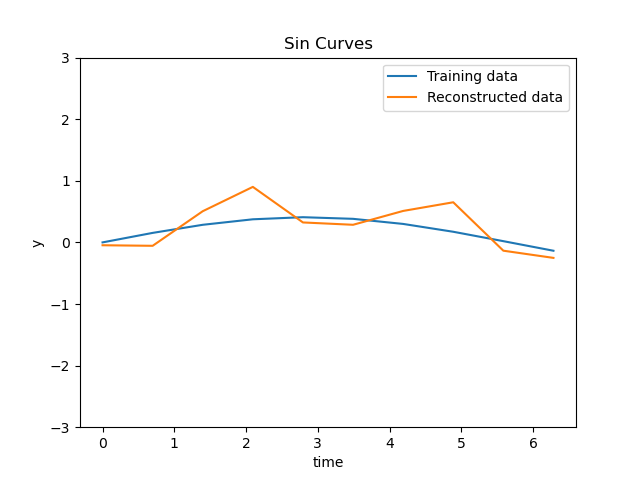 Sin Curves
Training data
Reconstructed data
3
2
1
0
−1
−2
−3
y
0 1 2 3 4 5 6
time